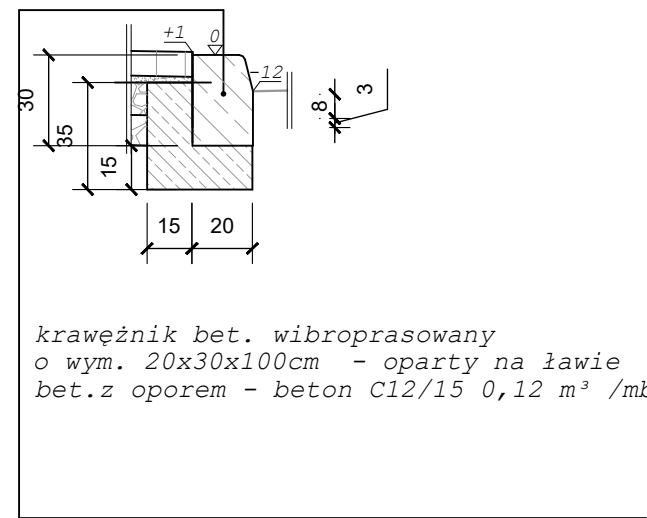 +1 0
-12
30
35
15
8
3
15 20
krawężnik bet. wibroprasowany
o wym. 20x30x100cm - oparty na ławie
bet.z oporem - beton C12/15 0,12 m³ /mb